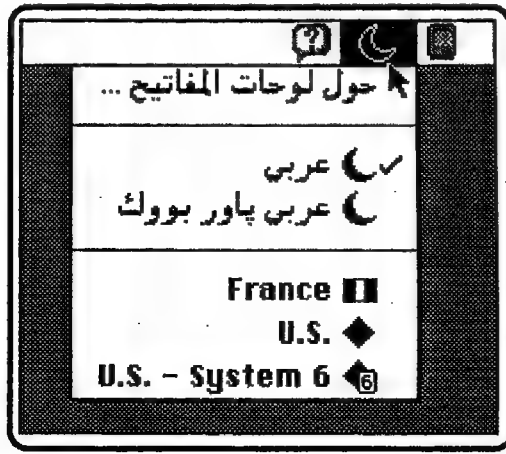 حول لوحات المفاتيح ...
عربي
عربي پاور بووك
France
U.S.
U.S. - System 6